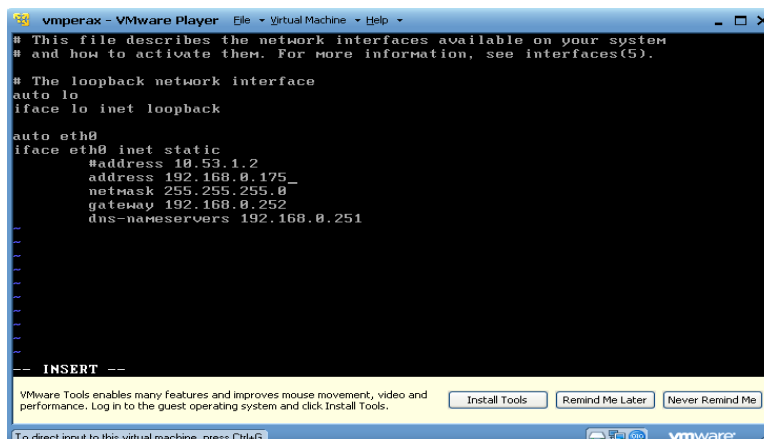 vmperax - VMware Player File Virtual Machine Help
# This file describes the network interfaces available on your system
# and how to activate them. For more information, see interfaces(5).
# The loopback network interface
auto lo
iface lo inet loopback
auto eth0
iface eth0 inet static
#address 10.53.1.2
address 192.168.0.175_
netmask 255.255.255.0
gateway 192.168.0.252
dns-nameservers 192.168.0.251
~
~
~
~
~
~
~
~
~
-- INSERT --
VMware Tools enables many features and improves mouse movement, video and
performance. Log in to the guest operating system and click Install Tools.
Install Tools Remind Me Later Never Remind Me
To direct input to this virtual machine, press Ctrl+G. vmware